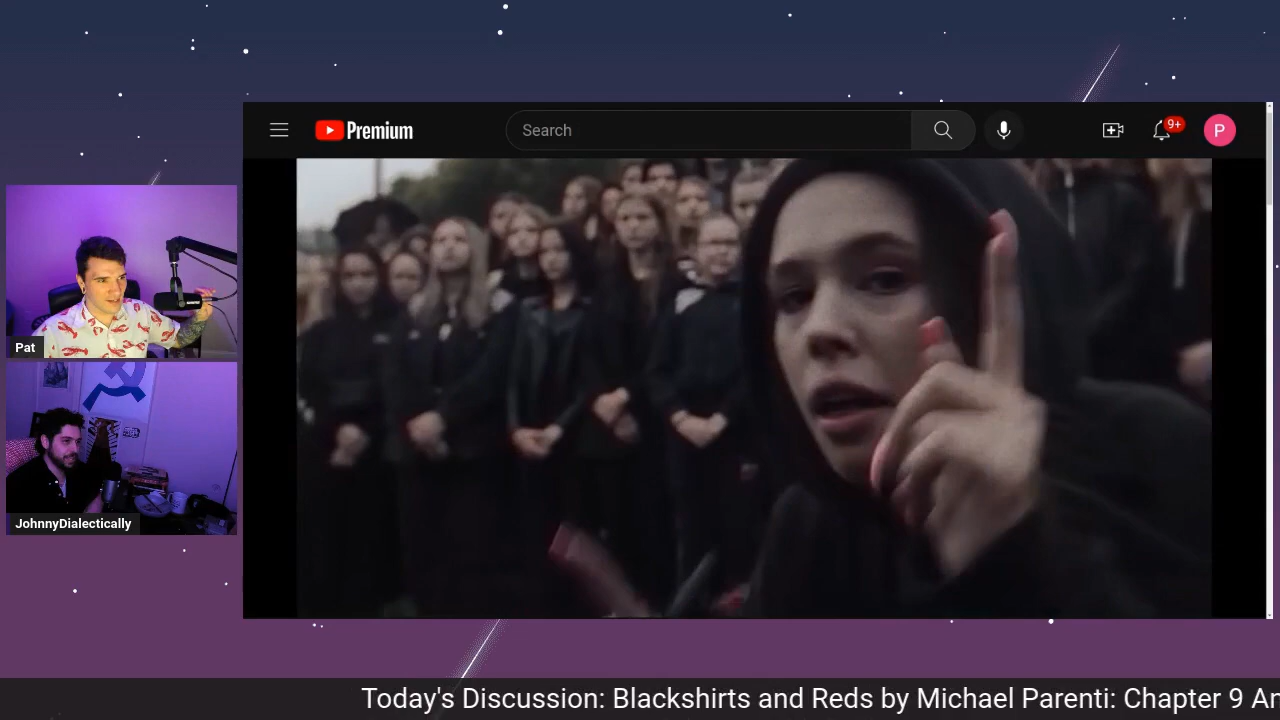 Premium
Search
9+
P
Pat
JohnnyDialectically
Today's Discussion: Blackshirts and Reds by Michael Parenti: Chapter 9 An